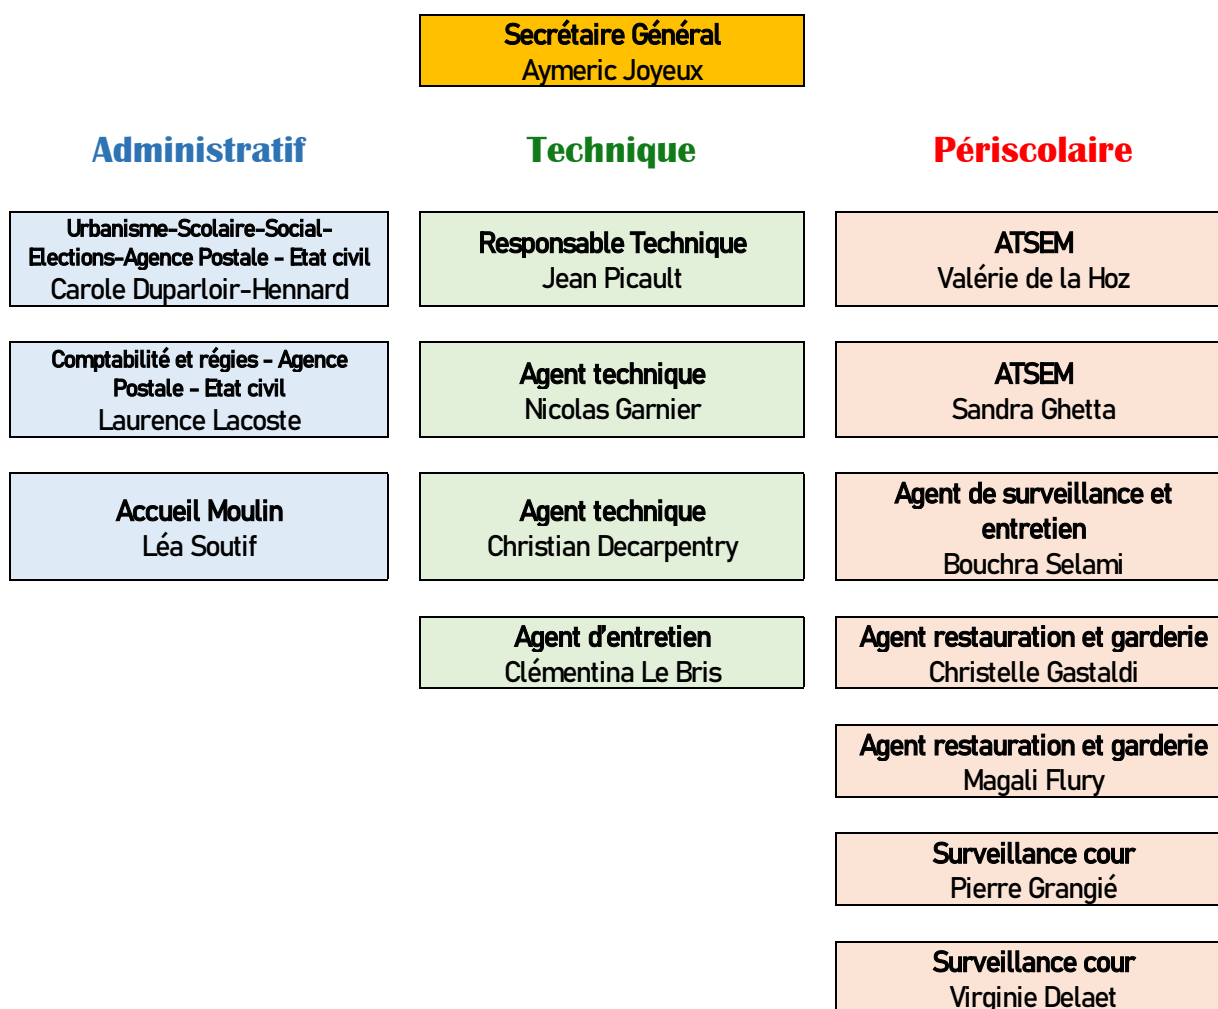 Secrétaire Général
Aymeric Joyeux
Administratif
Technique
Périscolaire
Urbanisme-Scolaire-Social-
Elections-Agence Postale - Etat civil
Carole Duparloir-Hennard
Responsable Technique
Jean Picault
ATSEM
Valérie de la Hoz
Comptabilité et régies - Agence
Postale - Etat civil
Laurence Lacoste
Agent technique
Nicolas Garnier
ATSEM
Sandra Ghetta
Accueil Moulin
Léa Soutif
Agent technique
Christian Decarpentry
Agent de surveillance et
entretien
Bouchra Selami
Agent d'entretien
Clémentina Le Bris
Agent restauration et garderie
Christelle Gastaldi
Agent restauration et garderie
Magali Flury
Surveillance cour
Pierre Grangié
Surveillance cour
Virginie Delaet